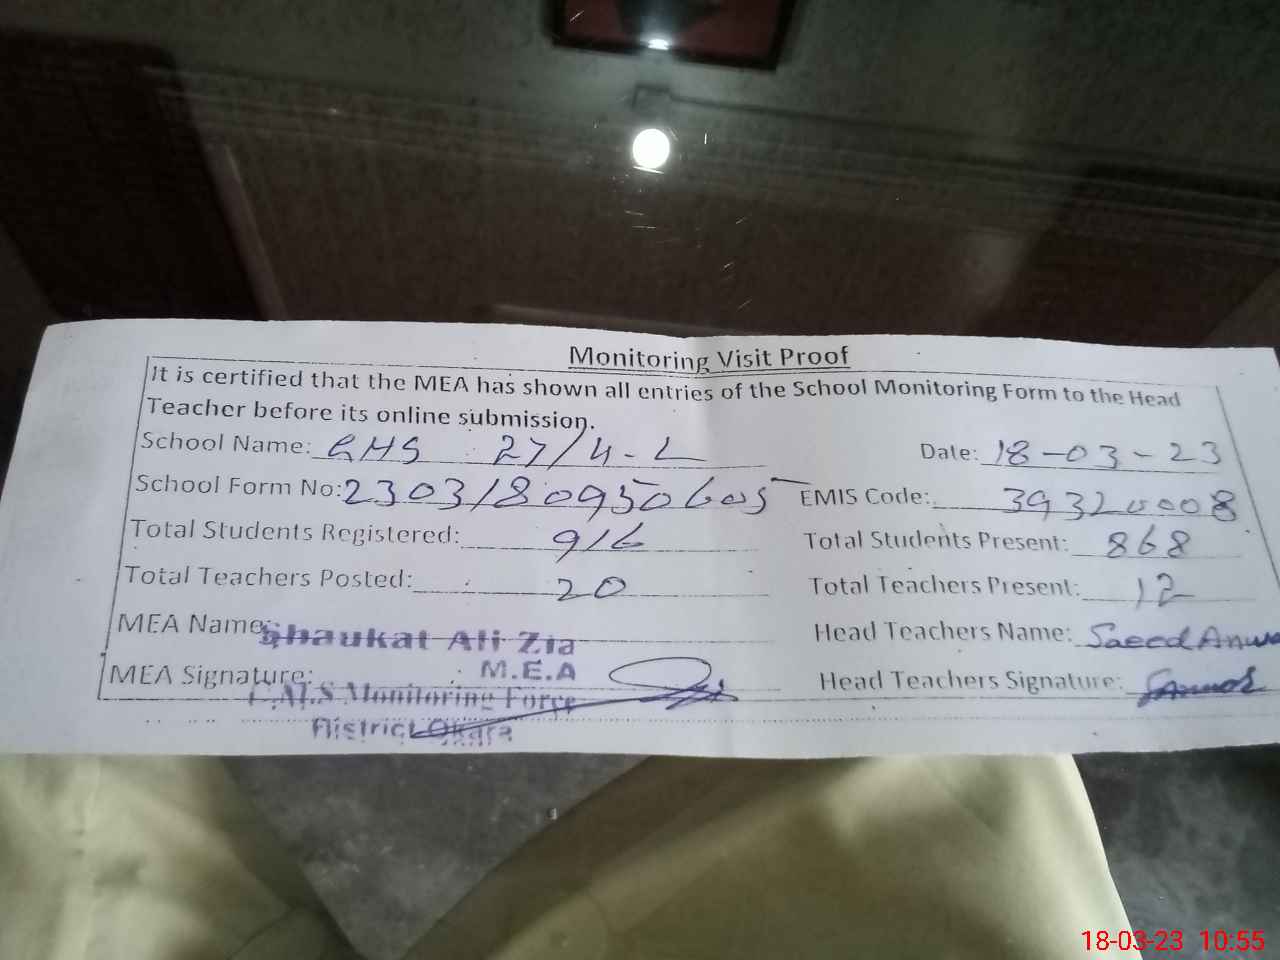 Monitoring Visit Proof
It is certified that the MEA has shown all entries of the School Monitoring Form to the Head
Teacher before its online submission.
School Name: GHS 27/4-L Date: 18-03-23
School Form No: EMIS Code: 39320008
Total Students Registered: 916 Total Students Present: 868
Total Teachers Posted: 20 Total Teachers Present: 12
MEA Name: Shaukat Ali Zia Head Teachers Name: Saeed Anwa
M.E.A
MEA Signature: Head Teachers Signature:
Monitoring Force
District Okara
18-03-23 10:55